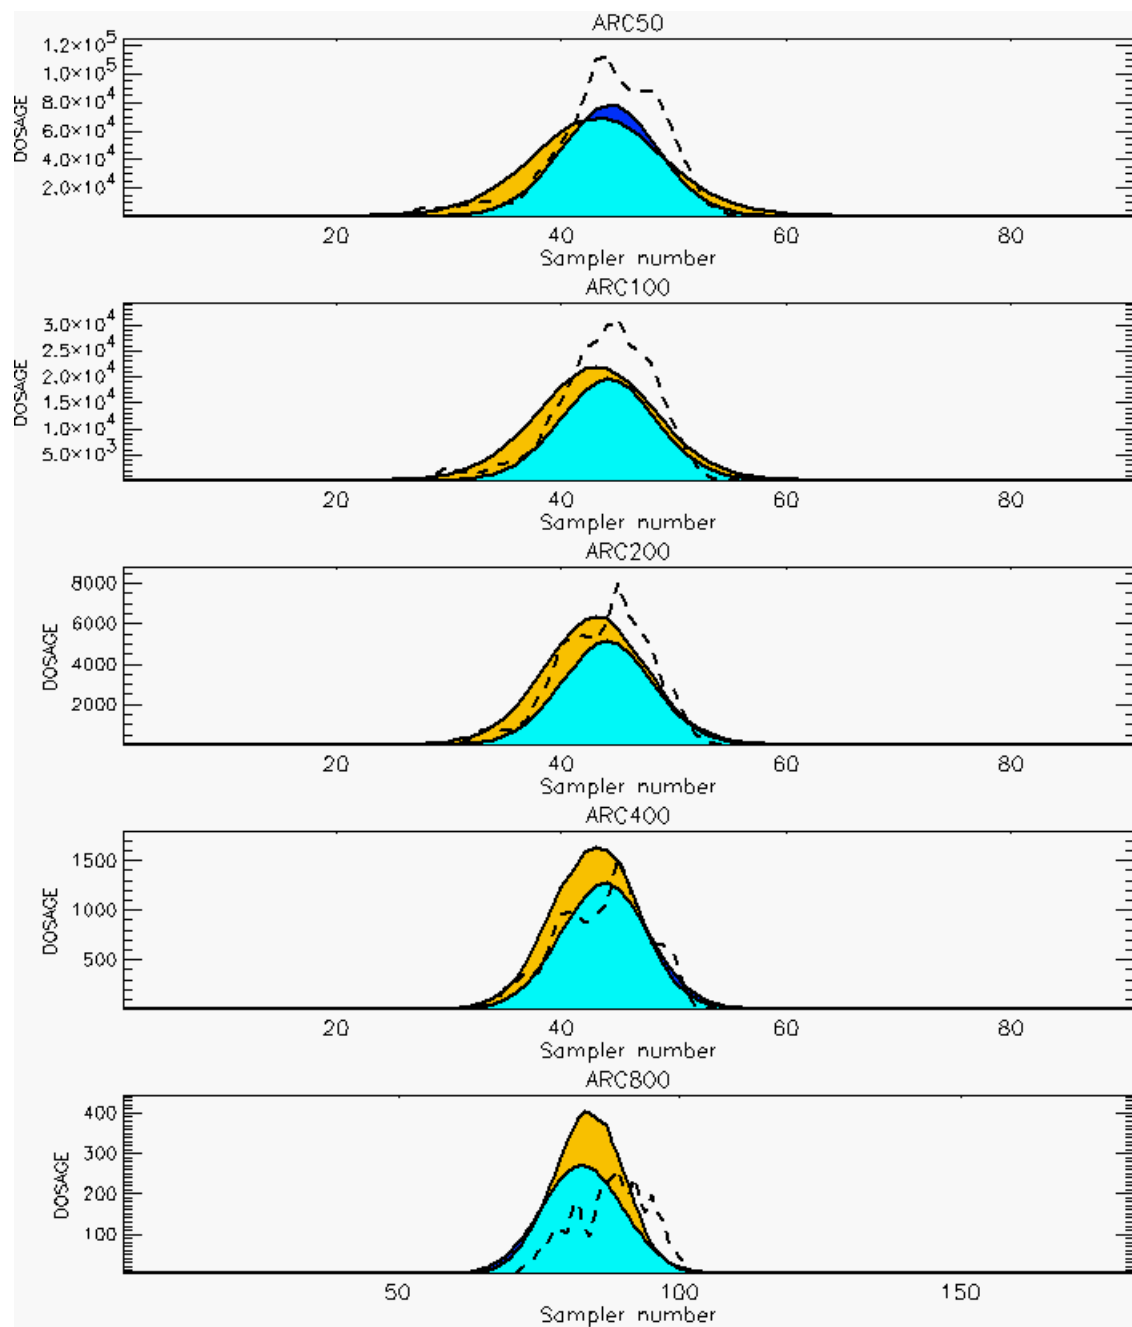 ARC50
1.2×10⁵
1.0×10⁵
8.0×10⁴
6.0×10⁴
4.0×10⁴
2.0×10⁴
DOSAGE
20 40 60 80
Sampler number
ARC100
3.0×10⁴
2.5×10⁴
2.0×10⁴
1.5×10⁴
1.0×10⁴
5.0×10³
DOSAGE
20 40 60 80
Sampler number
ARC200
8000
6000
4000
2000
DOSAGE
20 40 60 80
Sampler number
ARC400
1500
1000
500
DOSAGE
20 40 60 80
Sampler number
ARC800
400
300
200
100
DOSAGE
50 100 150
Sampler number